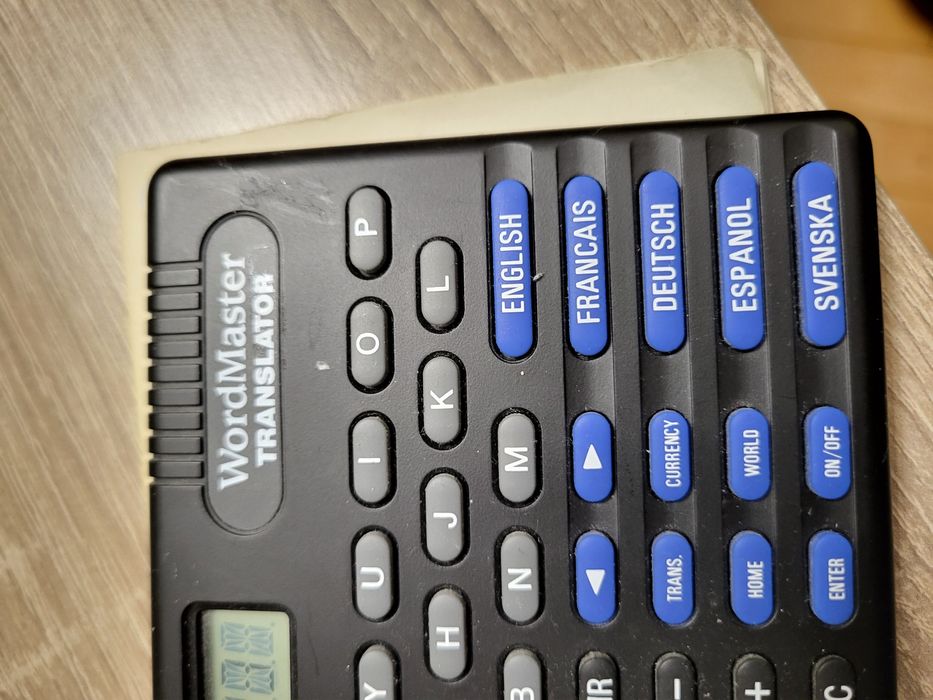 WordMaster
TRANSLATOR
Y U I O P
H J K L
B N M ENGLISH
◀ ▶ FRANCAIS
− TRANS. CURRENCY DEUTSCH
+ HOME WORLD ESPANOL
C ENTER ON/OFF SVENSKA